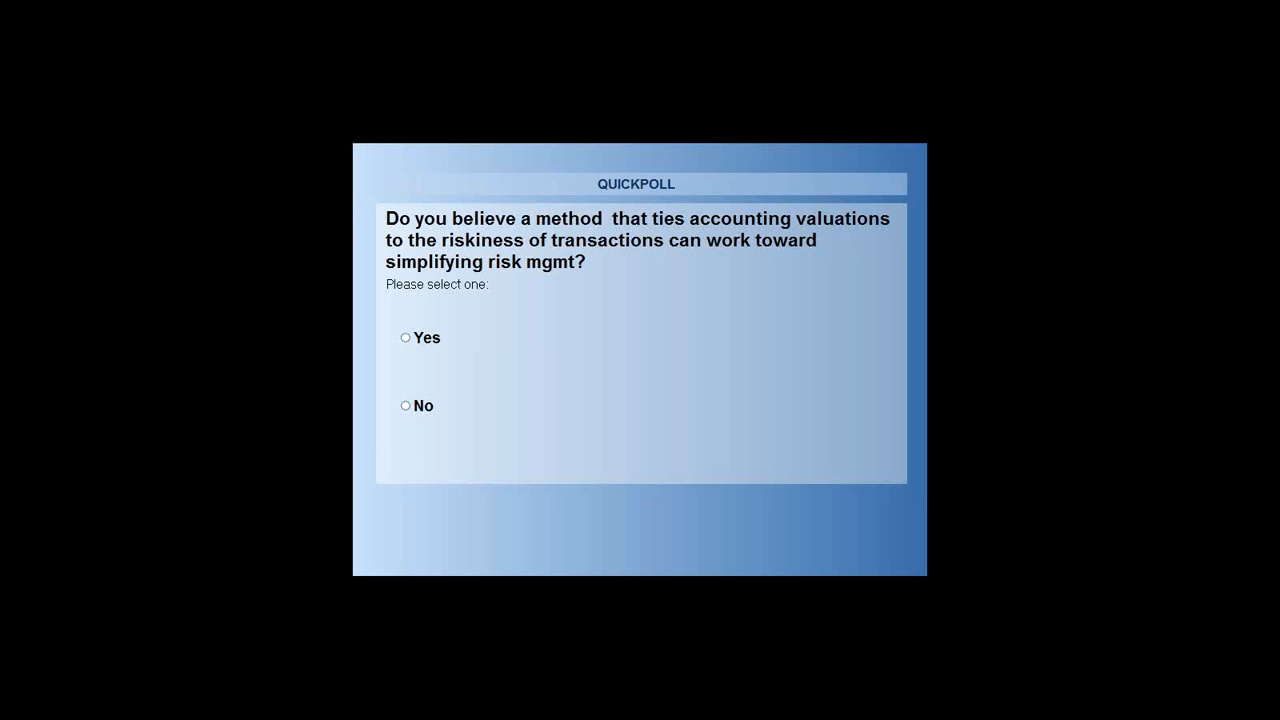 QUICKPOLL
Do you believe a method  that ties accounting valuations
to the riskiness of transactions can work toward
simplifying risk mgmt?
Please select one:
Yes
No